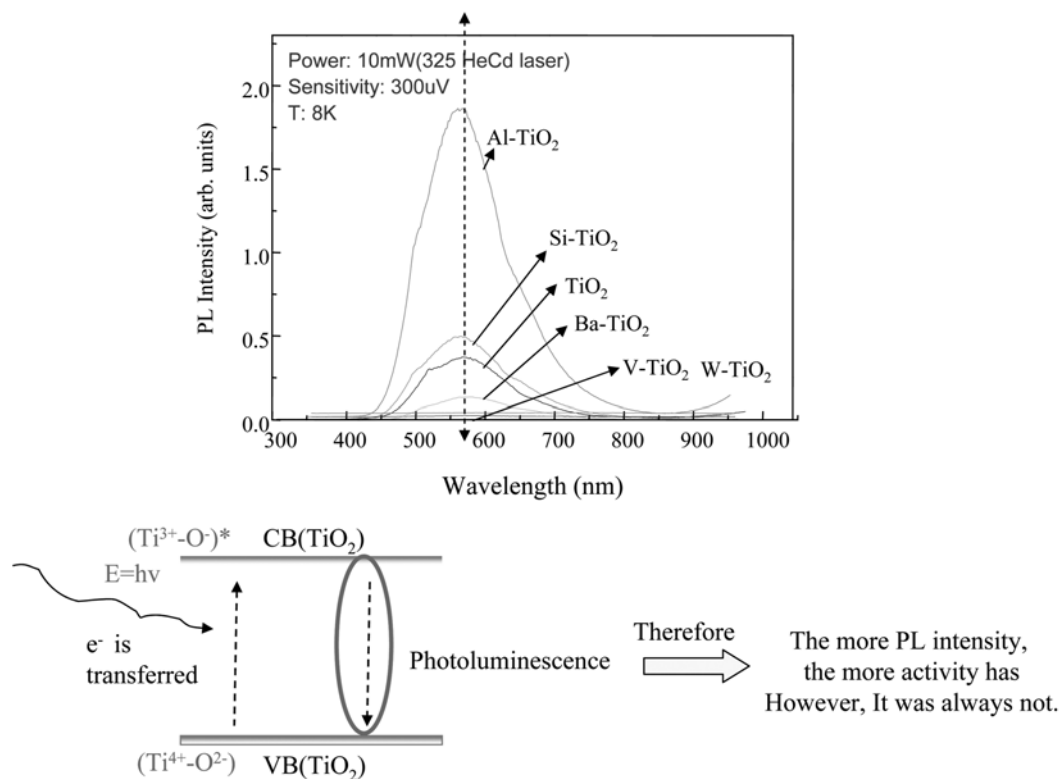 Power: 10mW(325 HeCd laser)
Sensitivity: 300uV
T: 8K
PL Intensity (arb. units)
2.0
1.5
1.0
0.5
0.0
Al-TiO₂
Si-TiO₂
TiO₂
Ba-TiO₂
V-TiO₂ W-TiO₂
300 400 500 600 700 800 900 1000
Wavelength (nm)
(Ti³⁺-O⁻)* CB(TiO₂)
E=hν
e⁻ is
transferred
Photoluminescence
(Ti⁴⁺-O²⁻) VB(TiO₂)
Therefore
The more PL intensity,
the more activity has
However, It was always not.